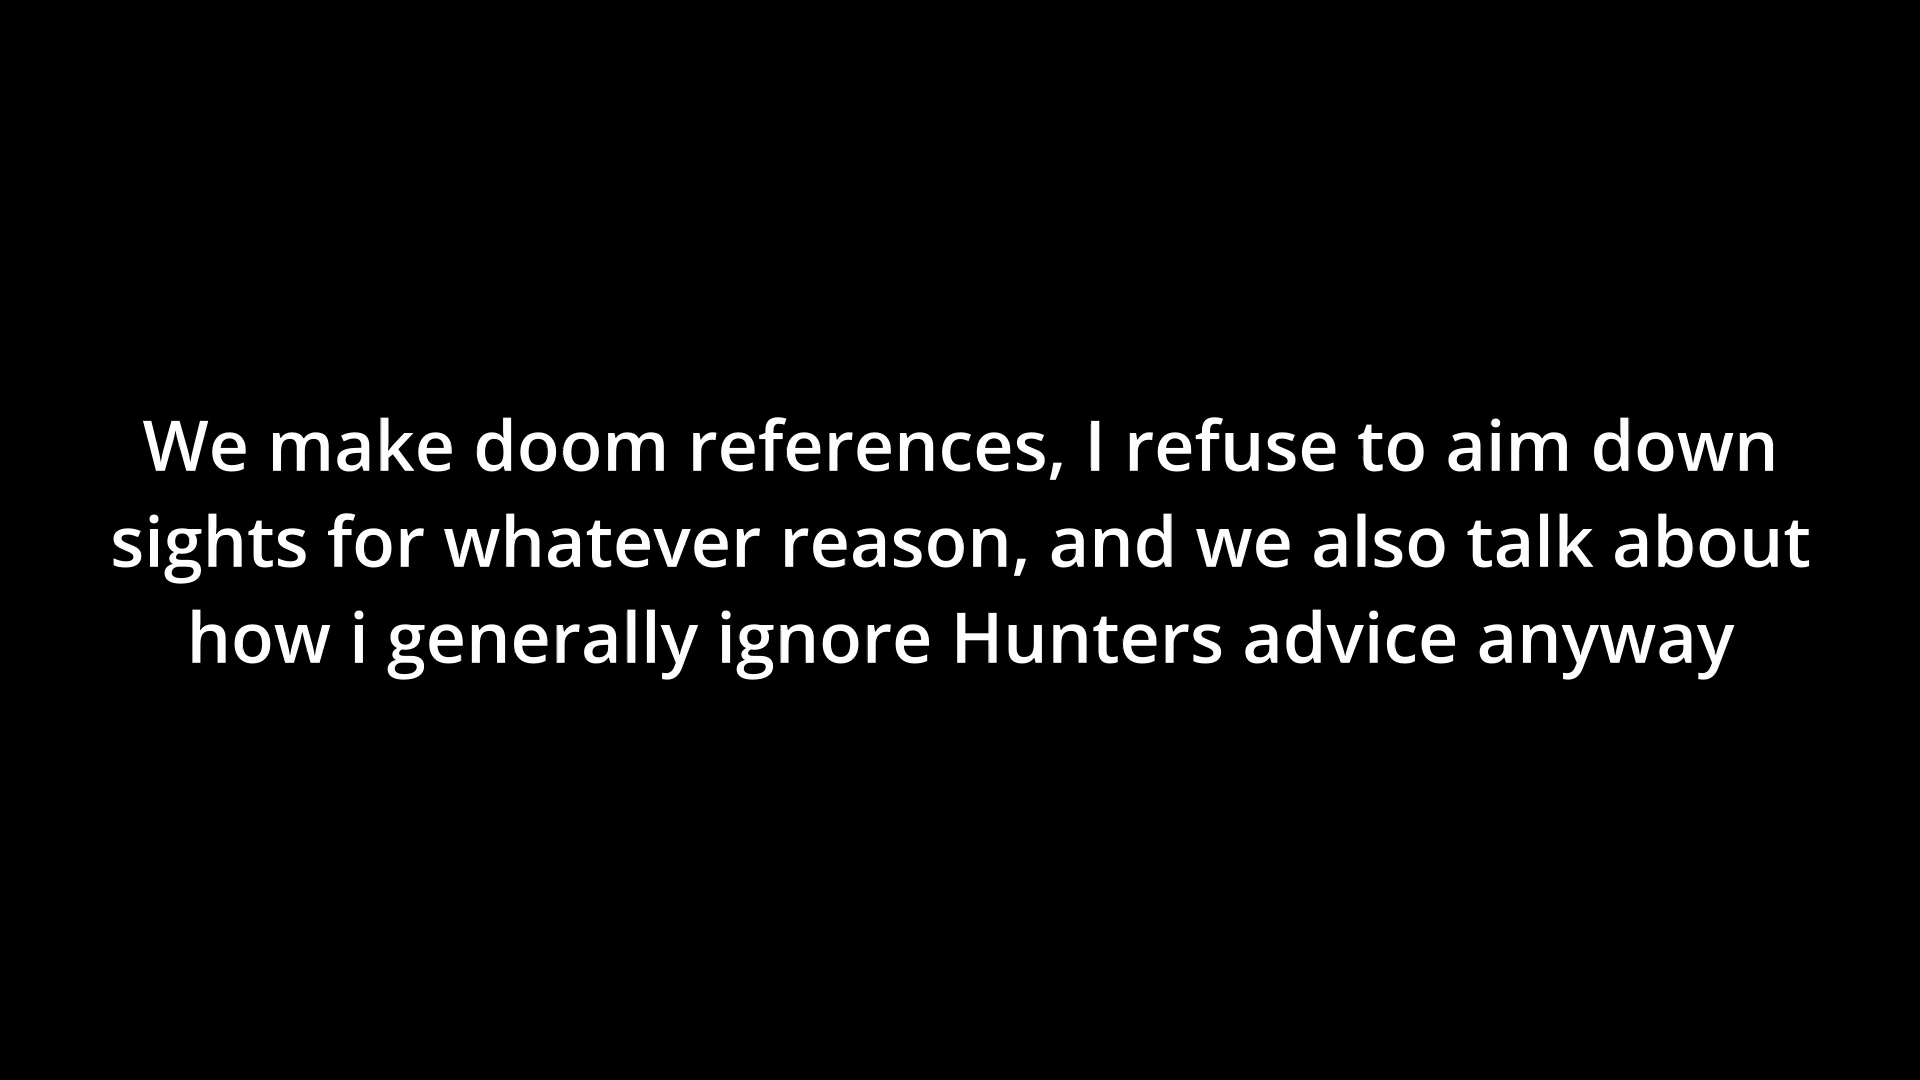 We make doom references, I refuse to aim down
sights for whatever reason, and we also talk about
how i generally ignore Hunters advice anyway